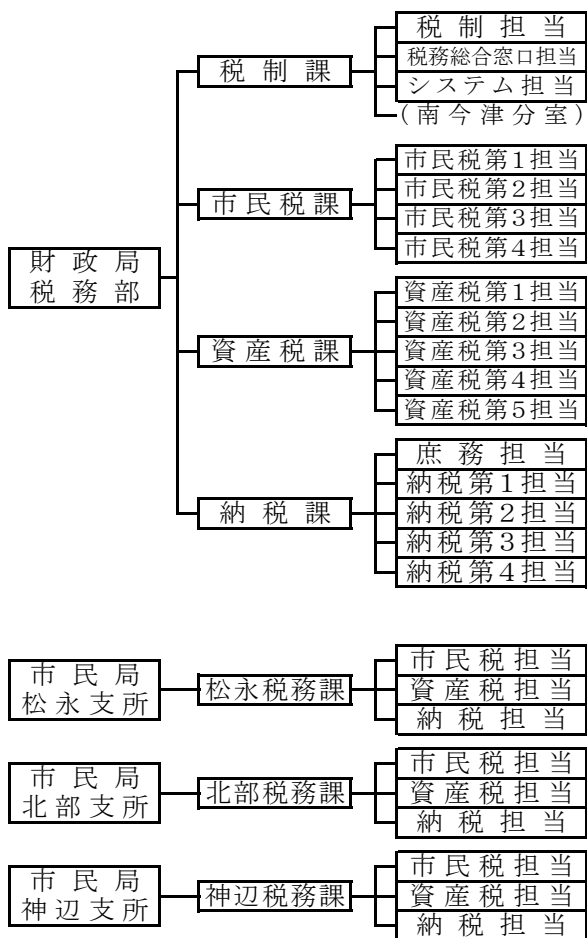 財政局
税務部
税制課
税制担当
税務総合窓口担当
システム担当
(南今津分室)
市民税課
市民税第1担当
市民税第2担当
市民税第3担当
市民税第4担当
資産税課
資産税第1担当
資産税第2担当
資産税第3担当
資産税第4担当
資産税第5担当
納税課
庶務担当
納税第1担当
納税第2担当
納税第3担当
納税第4担当
市民局
松永支所
松永税務課
市民税担当
資産税担当
納税担当
市民局
北部支所
北部税務課
市民税担当
資産税担当
納税担当
市民局
神辺支所
神辺税務課
市民税担当
資産税担当
納税担当